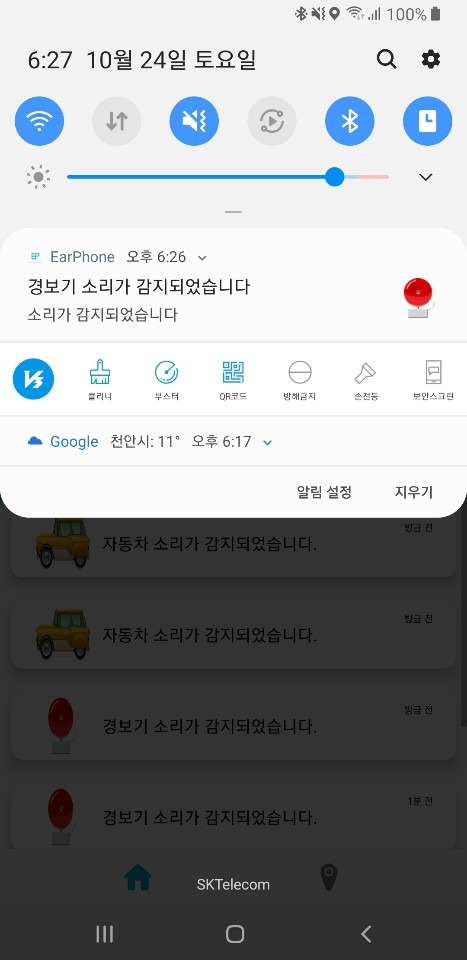 100%
6:27 10월 24일 토요일
EP EarPhone 오후 6:26
경보기 소리가 감지되었습니다
소리가 감지되었습니다
V3
클리너 부스터 QR코드 방해금지 손전등 보안스크린
Google 천안시: 11° 오후 6:17
알림 설정 지우기
방금 전
자동차 소리가 감지되었습니다.
방금 전
자동차 소리가 감지되었습니다.
방금 전
경보기 소리가 감지되었습니다.
1분 전
경보기 소리가 감지되었습니다.
SKTelecom